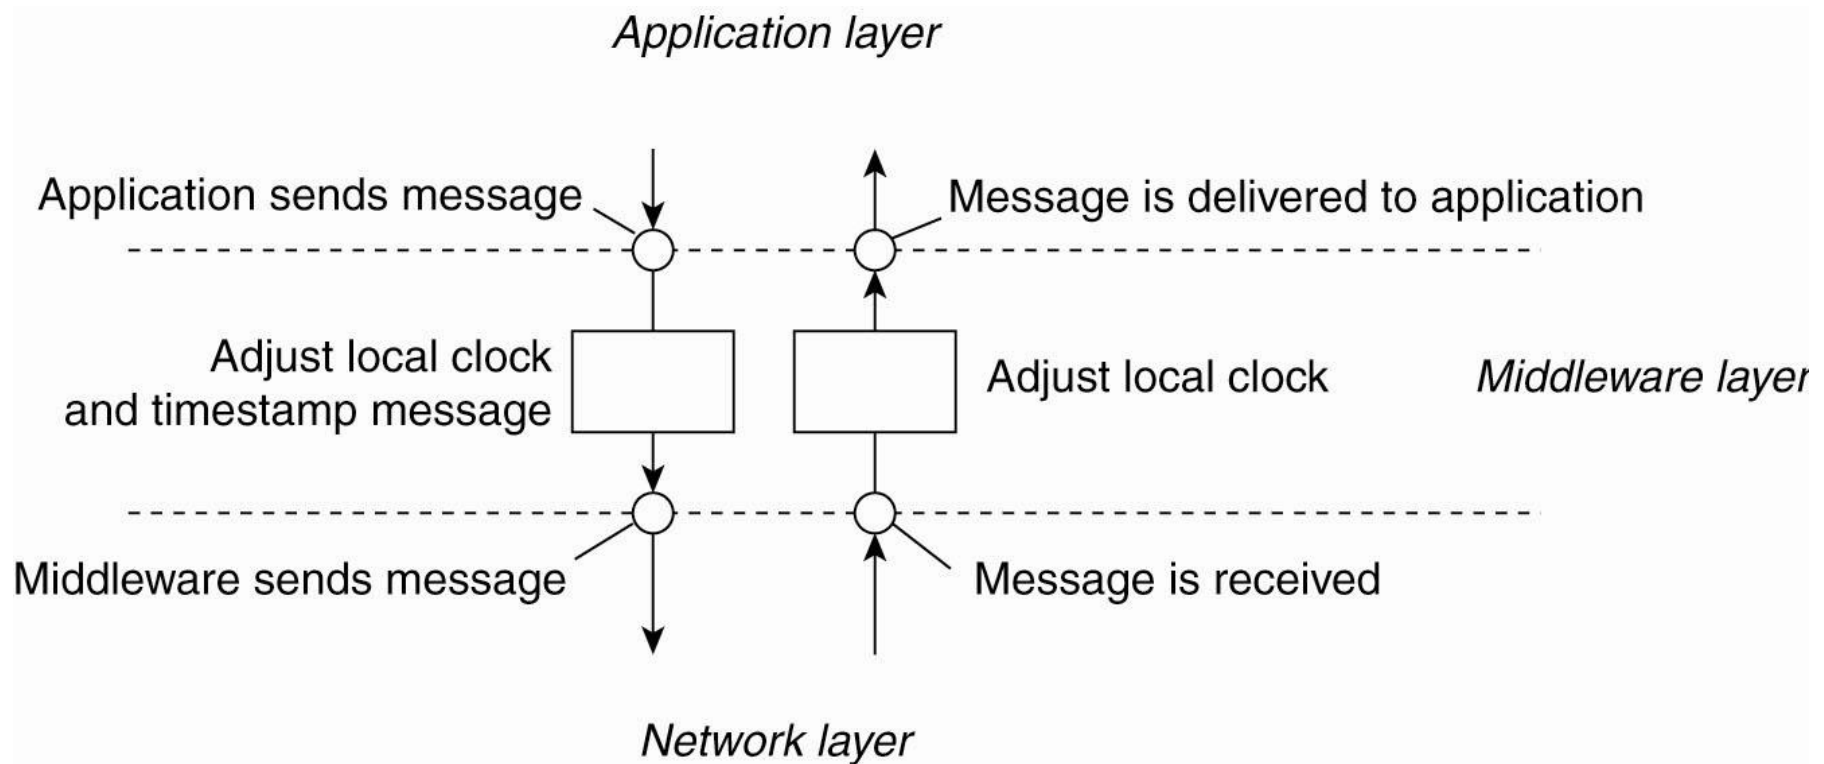 Application layer
Application sends message
Message is delivered to application
Adjust local clock
and timestamp message
Adjust local clock
Middleware layer
Middleware sends message
Message is received
Network layer